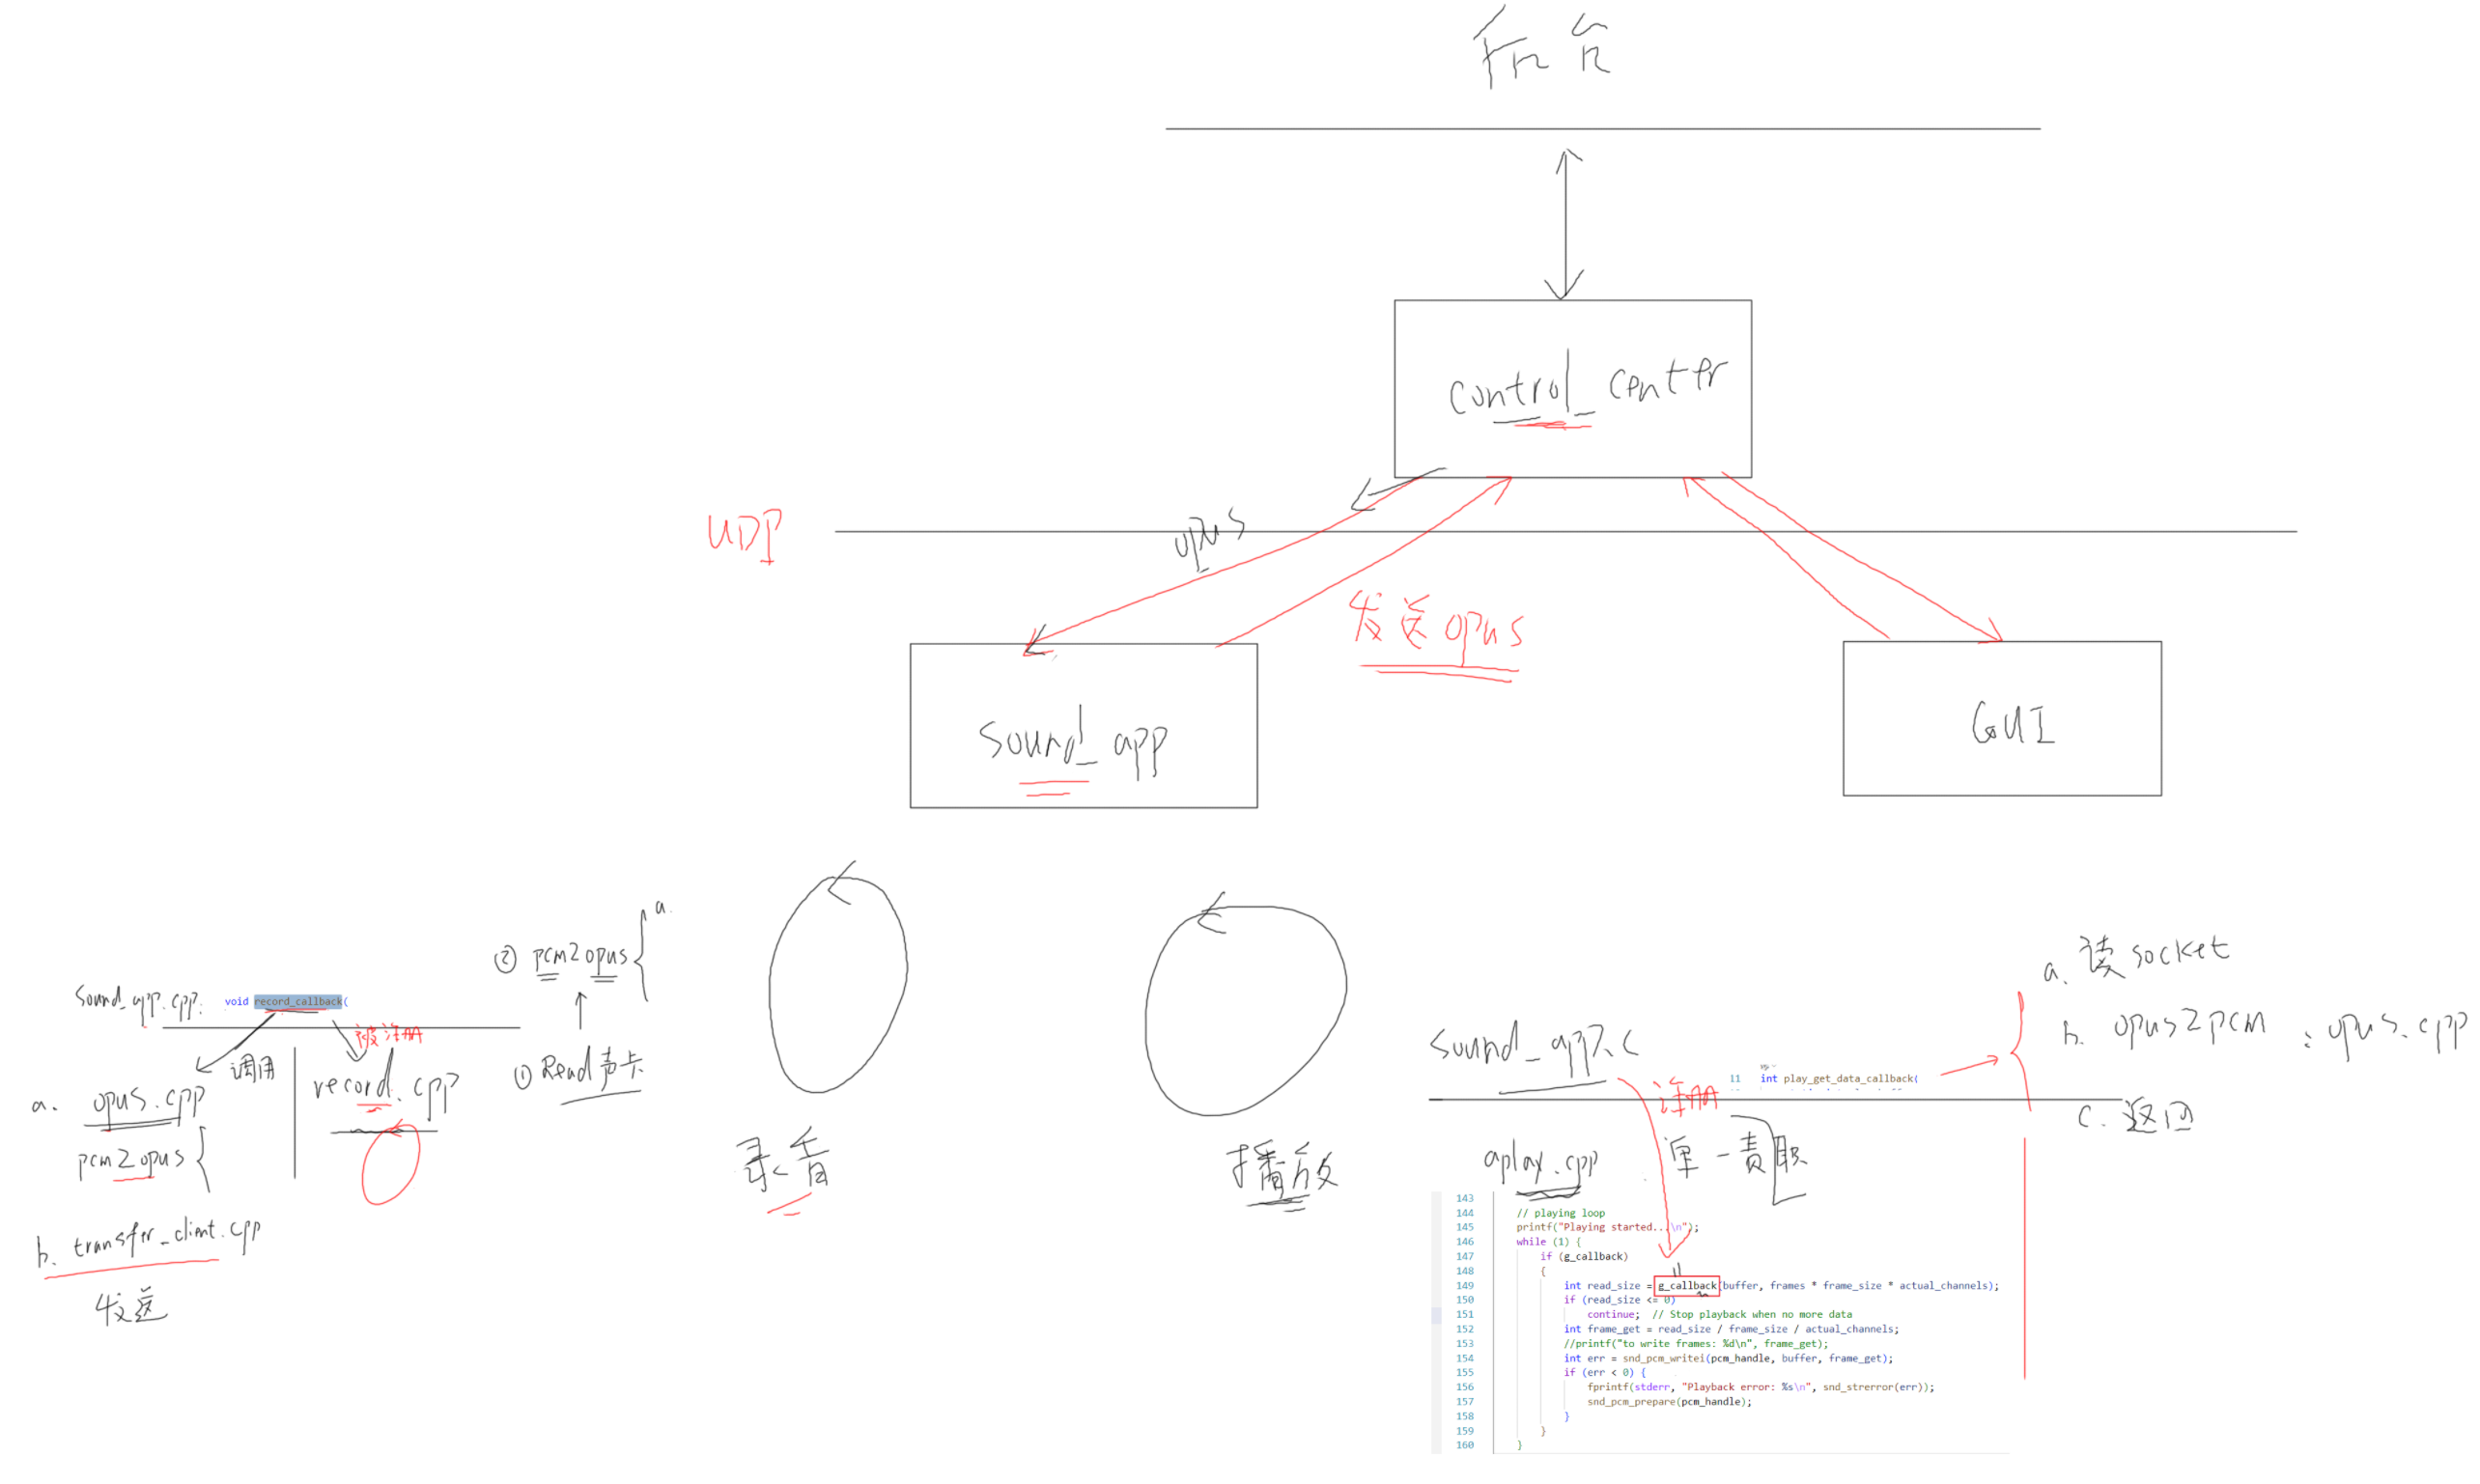 control_center
UDP
opus
发送opus
sound_app
GUI
② pcm2opus
a.
sound_app.cpp:
void record_callback(
被注册
调用
record.cpp
① Read声卡
a. opus.cpp
pcm2opus
b. transfer_client.cpp
发送
录音
播放
a. 读socket
b. opus2pcm : opus.cpp
c. 返回
sound_app.c
11 int play_get_data_callback(
注册
aplay.cpp
单一责职
143
144 // playing loop
145 printf("Playing started...\n");
146 while (1) {
147 if (g_callback)
148 {
149 int read_size = g_callback(buffer, frames * frame_size * actual_channels);
150 if (read_size <= 0)
151 continue;  // Stop playback when no more data
152 int frame_get = read_size / frame_size / actual_channels;
153 //printf("to write frames: %d\n", frame_get);
154 int err = snd_pcm_writei(pcm_handle, buffer, frame_get);
155 if (err < 0) {
156 fprintf(stderr, "Playback error: %s\n", snd_strerror(err));
157 snd_pcm_prepare(pcm_handle);
158 }
159 }
160 }